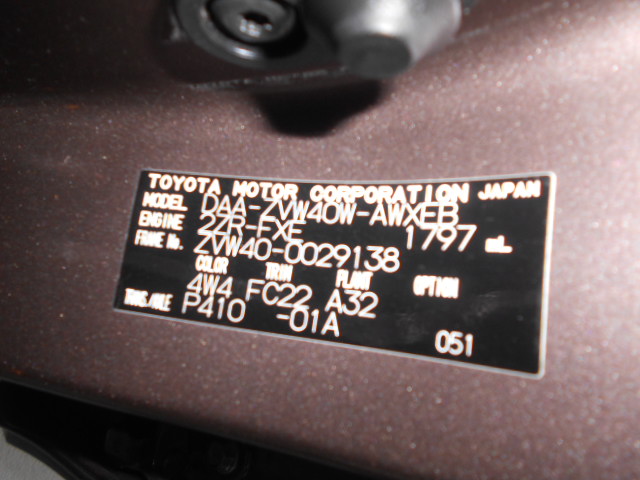 TOYOTA MOTOR CORPORATION JAPAN
MODEL DAA-ZVW40W-AWXEB
ENGINE 2ZR-FXE 1797 mL
FRAME No. ZVW40-0029138
COLOR TRIM PLANT OPTION
4W4 FC22 A32
TRANS.AXLE P410 -01A
051